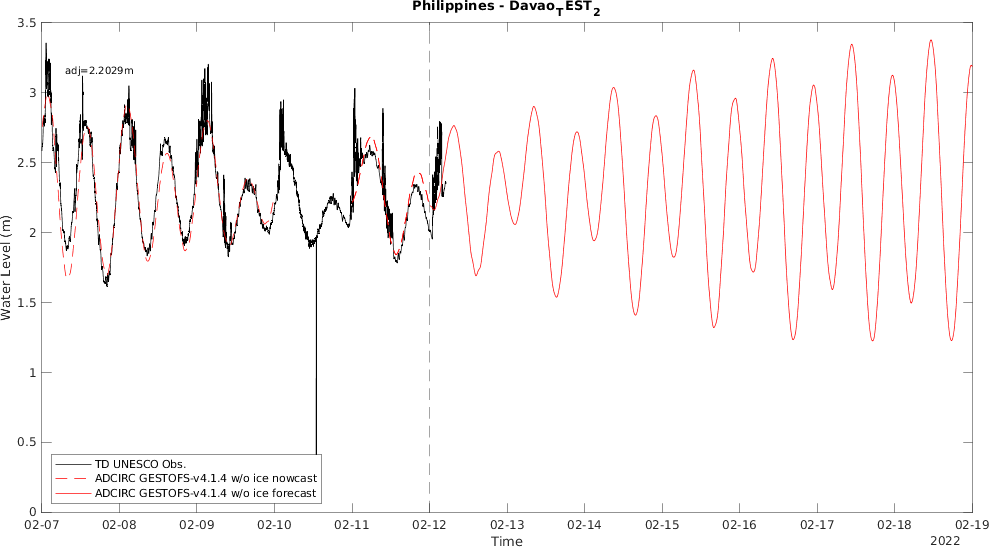 Philippines - DavaoTEST2
3.5
3
2.5
2
1.5
1
0.5
0
Water Level (m)
adj=2.2029m
TD UNESCO Obs.
ADCIRC GESTOFS-v4.1.4 w/o ice nowcast
ADCIRC GESTOFS-v4.1.4 w/o ice forecast
02-07 02-08 02-09 02-10 02-11 02-12 02-13 02-14 02-15 02-16 02-17 02-18 02-19
Time
2022